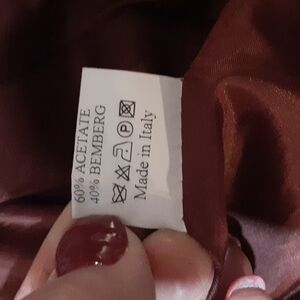 60% ACETATE
40% BEMBERG
P
Made in Italy